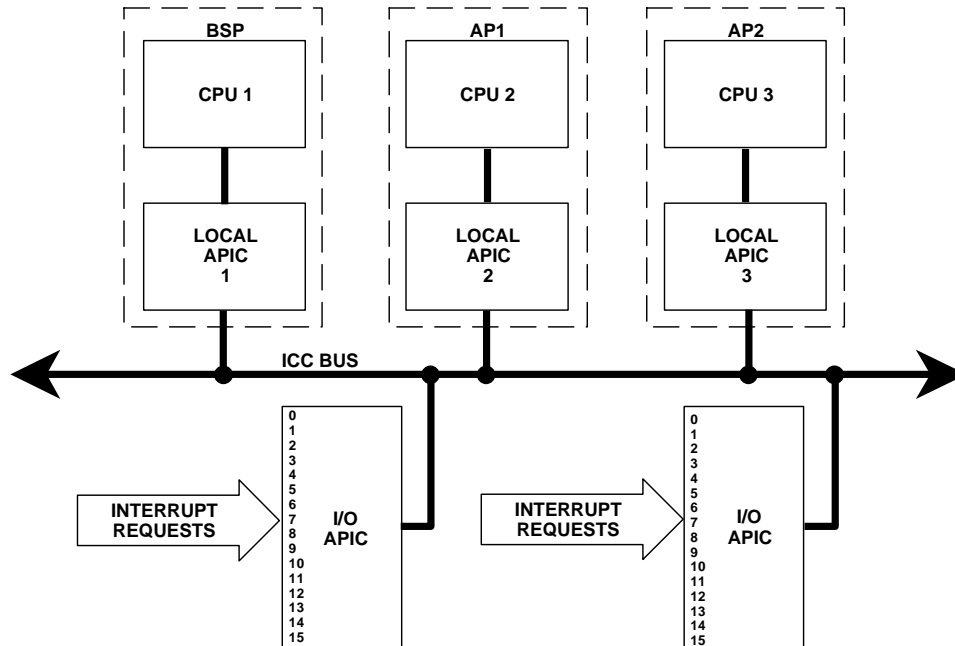 BSP
AP1
AP2
CPU 1
CPU 2
CPU 3
LOCAL
APIC
1
LOCAL
APIC
2
LOCAL
APIC
3
ICC BUS
INTERRUPT
REQUESTS
0
1
2
3
4
5
6
7
8
9
10
11
12
13
14
15
I/O
APIC
INTERRUPT
REQUESTS
0
1
2
3
4
5
6
7
8
9
10
11
12
13
14
15
I/O
APIC